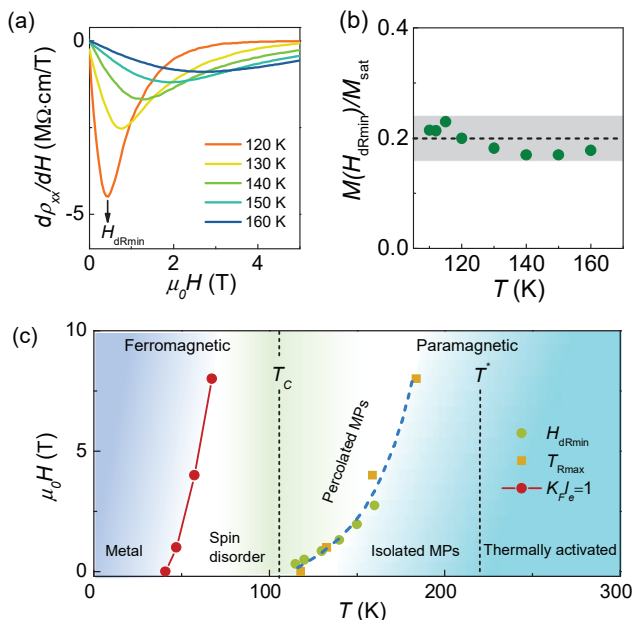 (a)
0
-5
dρxx/dH (MΩ·cm/T)
120 K
130 K
140 K
150 K
160 K
HdRmin
0 2 4
μ0H (T)
(b)
0.4
0.2
0.0
M(HdRmin)/Msat
120 140 160
T (K)
(c)
10
5
0
μ0H (T)
Ferromagnetic
Paramagnetic
TC
T*
Percolated MPs
HdRmin
TRmax
KFle=1
Metal
Spin
disorder
Isolated MPs
Thermally activated
0 100 200 300
T (K)